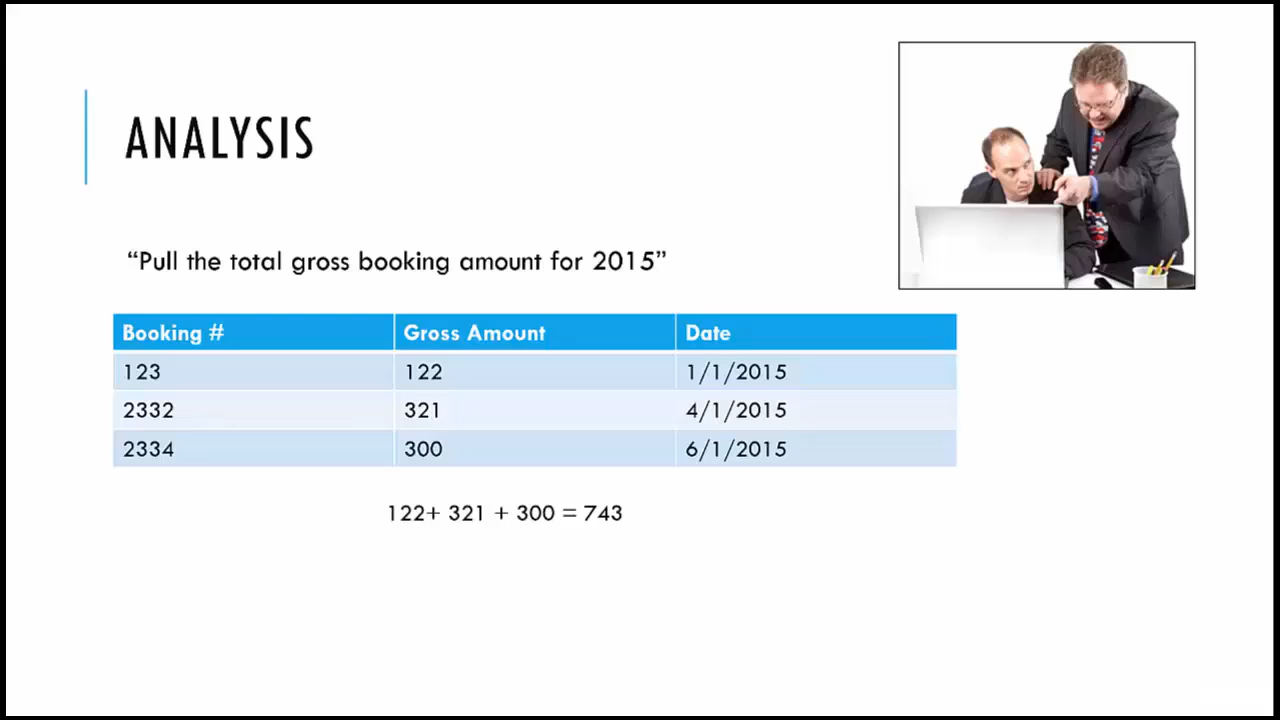 ANALYSIS
“Pull the total gross booking amount for 2015”
Booking # Gross Amount Date
123 122 1/1/2015
2332 321 4/1/2015
2334 300 6/1/2015
122+ 321 + 300 = 743